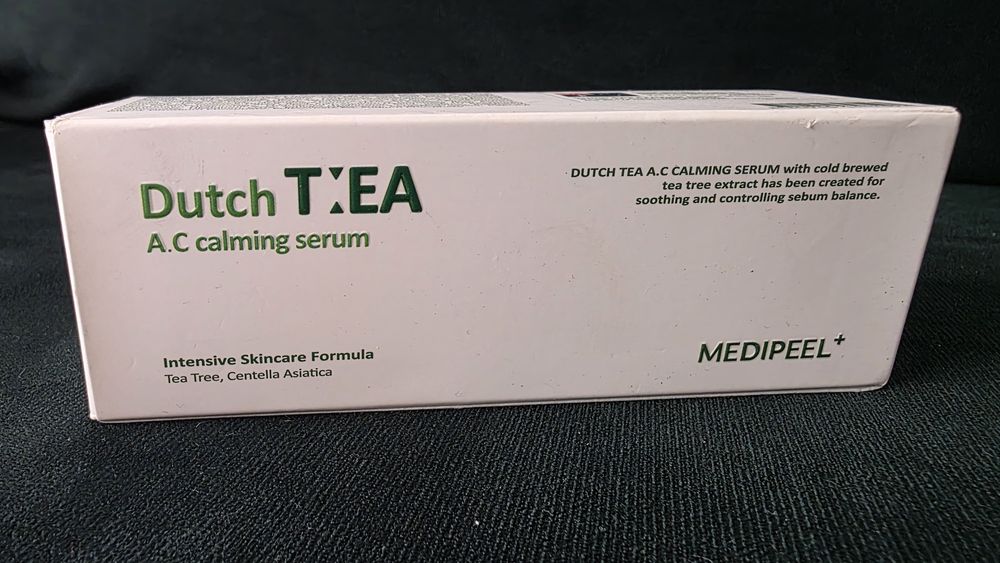 Dutch T:EA
A.C calming serum
DUTCH TEA A.C CALMING SERUM with cold brewed
tea tree extract has been created for
soothing and controlling sebum balance.
Intensive Skincare Formula
Tea Tree, Centella Asiatica
MEDIPEEL+